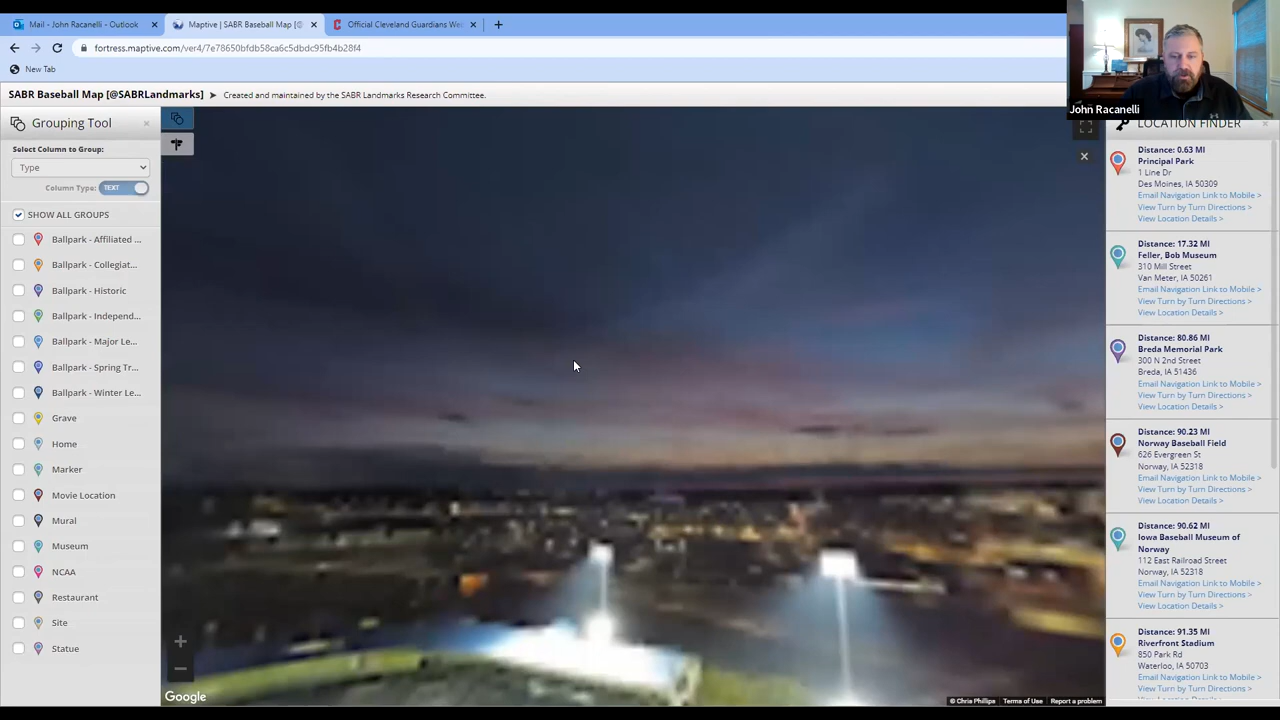 Mail - John Racanelli - Outlook
Maptive | SABR Baseball Map [@
Official Cleveland Guardians We
fortress.maptive.com/ver4/7e78650bfdb58ca6c5dbdc95fb4b28f4
New Tab
John Racanelli
SABR Baseball Map [@SABRLandmarks] ➤ Created and maintained by the SABR Landmarks Research Committee.
Grouping Tool
Select Column to Group:
Type
Column Type: TEXT
SHOW ALL GROUPS
Ballpark - Affiliated ...
Ballpark - Collegiat...
Ballpark - Historic
Ballpark - Independ...
Ballpark - Major Le...
Ballpark - Spring Tr...
Ballpark - Winter Le...
Grave
Home
Marker
Movie Location
Mural
Museum
NCAA
Restaurant
Site
Statue
Google
© Chris Phillips
Terms of Use
Report a problem
LOCATION FINDER
Distance: 0.63 MI
Principal Park
1 Line Dr
Des Moines, IA 50309
Email Navigation Link to Mobile >
View Turn by Turn Directions >
View Location Details >
Distance: 17.32 MI
Feller, Bob Museum
310 Mill Street
Van Meter, IA 50261
Email Navigation Link to Mobile >
View Turn by Turn Directions >
View Location Details >
Distance: 80.86 MI
Breda Memorial Park
300 N 2nd Street
Breda, IA 51436
Email Navigation Link to Mobile >
View Turn by Turn Directions >
View Location Details >
Distance: 90.23 MI
Norway Baseball Field
626 Evergreen St
Norway, IA 52318
Email Navigation Link to Mobile >
View Turn by Turn Directions >
View Location Details >
Distance: 90.62 MI
Iowa Baseball Museum of
Norway
112 East Railroad Street
Norway, IA 52318
Email Navigation Link to Mobile >
View Turn by Turn Directions >
View Location Details >
Distance: 91.35 MI
Riverfront Stadium
850 Park Rd
Waterloo, IA 50703
Email Navigation Link to Mobile >
View Turn by Turn Directions >